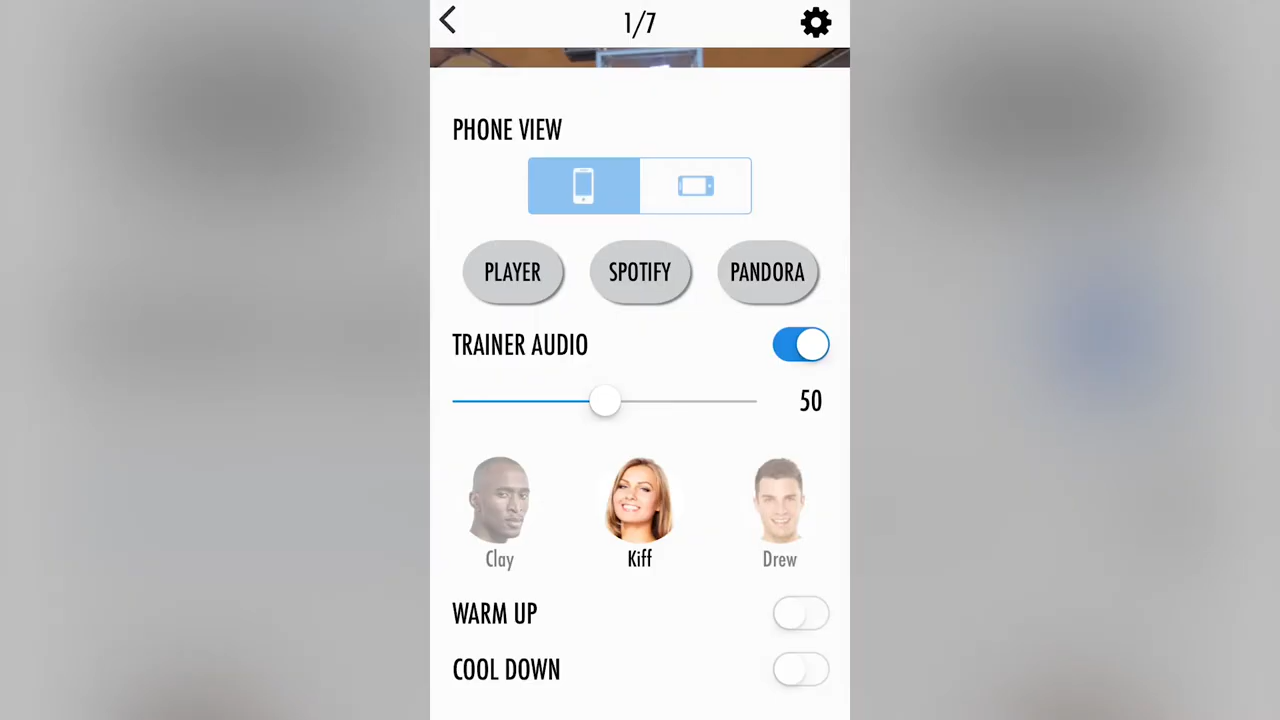 1/7
PHONE VIEW
PLAYER SPOTIFY PANDORA
TRAINER AUDIO
50
Clay Kiff Drew
WARM UP
COOL DOWN